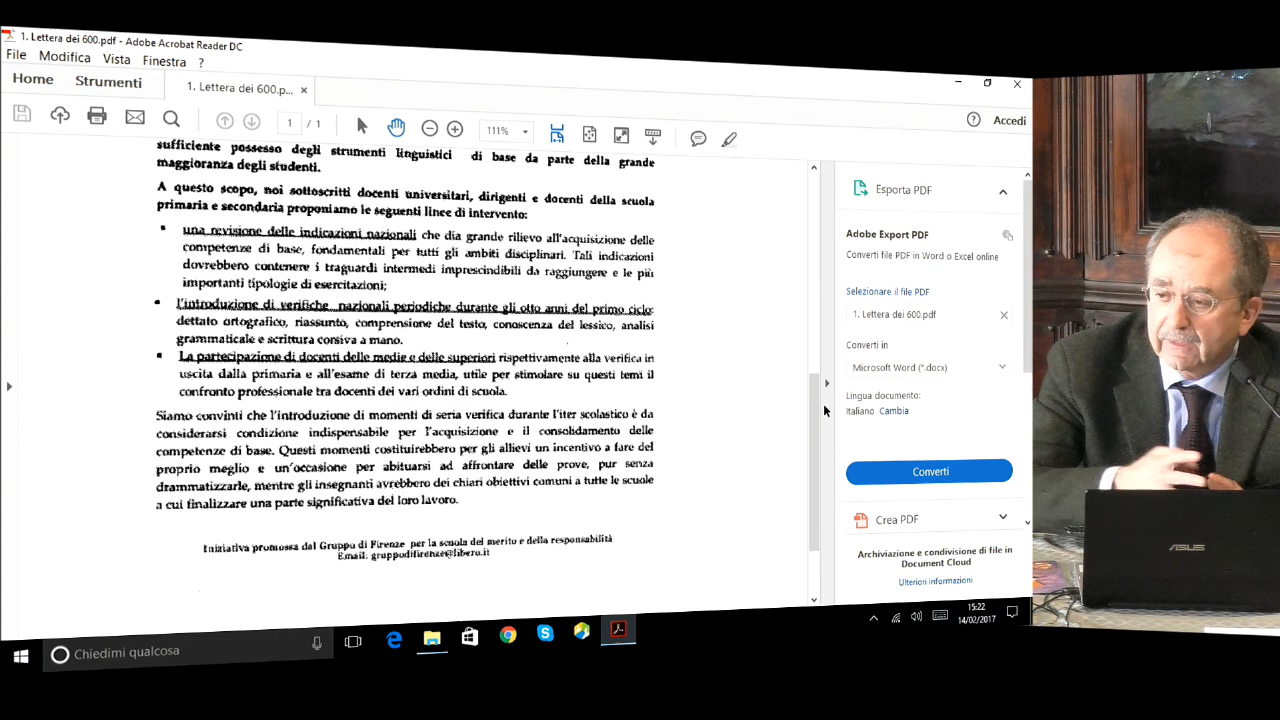 1. Lettera dei 600.pdf - Adobe Acrobat Reader DC
File Modifica Vista Finestra ?
Home Strumenti 1. Lettera dei 600.p... ×
1 / 1 111% Accedi
sufficiente possesso degli strumenti linguistici di base da parte della grande
maggioranza degli studenti.
A questo scopo, noi sottoscritti docenti universitari, dirigenti e docenti della scuola
primaria e secondaria proponiamo le seguenti linee di intervento:
▪ una revisione delle indicazioni nazionali che dia grande rilievo all'acquisizione delle
competenze di base, fondamentali per tutti gli ambiti disciplinari. Tali indicazioni
dovrebbero contenere i traguardi intermedi imprescindibili da raggiungere e le più
importanti tipologie di esercitazioni;
▪ l'introduzione di verifiche nazionali periodiche durante gli otto anni del primo ciclo:
dettato ortografico, riassunto, comprensione del testo, conoscenza del lessico, analisi
grammaticale e scrittura corsiva a mano.
▪ La partecipazione di docenti delle medie e delle superiori rispettivamente alla verifica in
uscita dalla primaria e all'esame di terza media, utile per stimolare su questi temi il
confronto professionale tra docenti dei vari ordini di scuola.
Siamo convinti che l'introduzione di momenti di seria verifica durante l'iter scolastico è da
considerarsi condizione indispensabile per l'acquisizione e il consolidamento delle
competenze di base. Questi momenti costituirebbero per gli allievi un incentivo a fare del
proprio meglio e un'occasione per abituarsi ad affrontare delle prove, pur senza
drammatizzarle, mentre gli insegnanti avrebbero dei chiari obiettivi comuni a tutte le scuole
a cui finalizzare una parte significativa del loro lavoro.
Iniziativa promossa dal Gruppo di Firenze per la scuola del merito e della responsabilità
Email: gruppodifirenze@libero.it
Esporta PDF
Adobe Export PDF
Converti file PDF in Word o Excel online
Selezionare il file PDF
1. Lettera dei 600.pdf
Converti in
Microsoft Word (*.docx)
Lingua documento:
Italiano Cambia
Converti
Crea PDF
Archiviazione e condivisione di file in
Document Cloud
Ulteriori informazioni
Chiedimi qualcosa
15:22
14/02/2017
ASUS